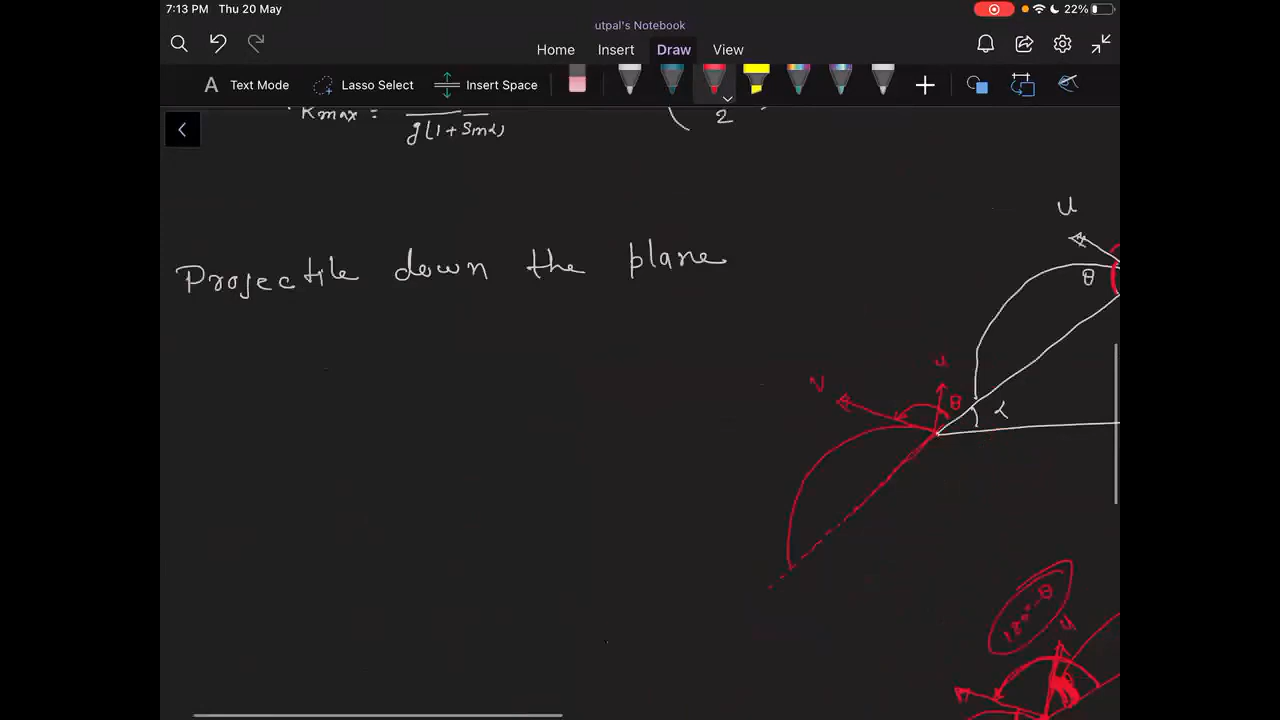 7:13 PM Thu 20 May
22%
utpal's Notebook
Home Insert Draw View
Text Mode Lasso Select Insert Space
Rmax =
g(1 + Sinα)
2
Projectile down the plane
u
θ
u
V
θ
α
180°-θ
u